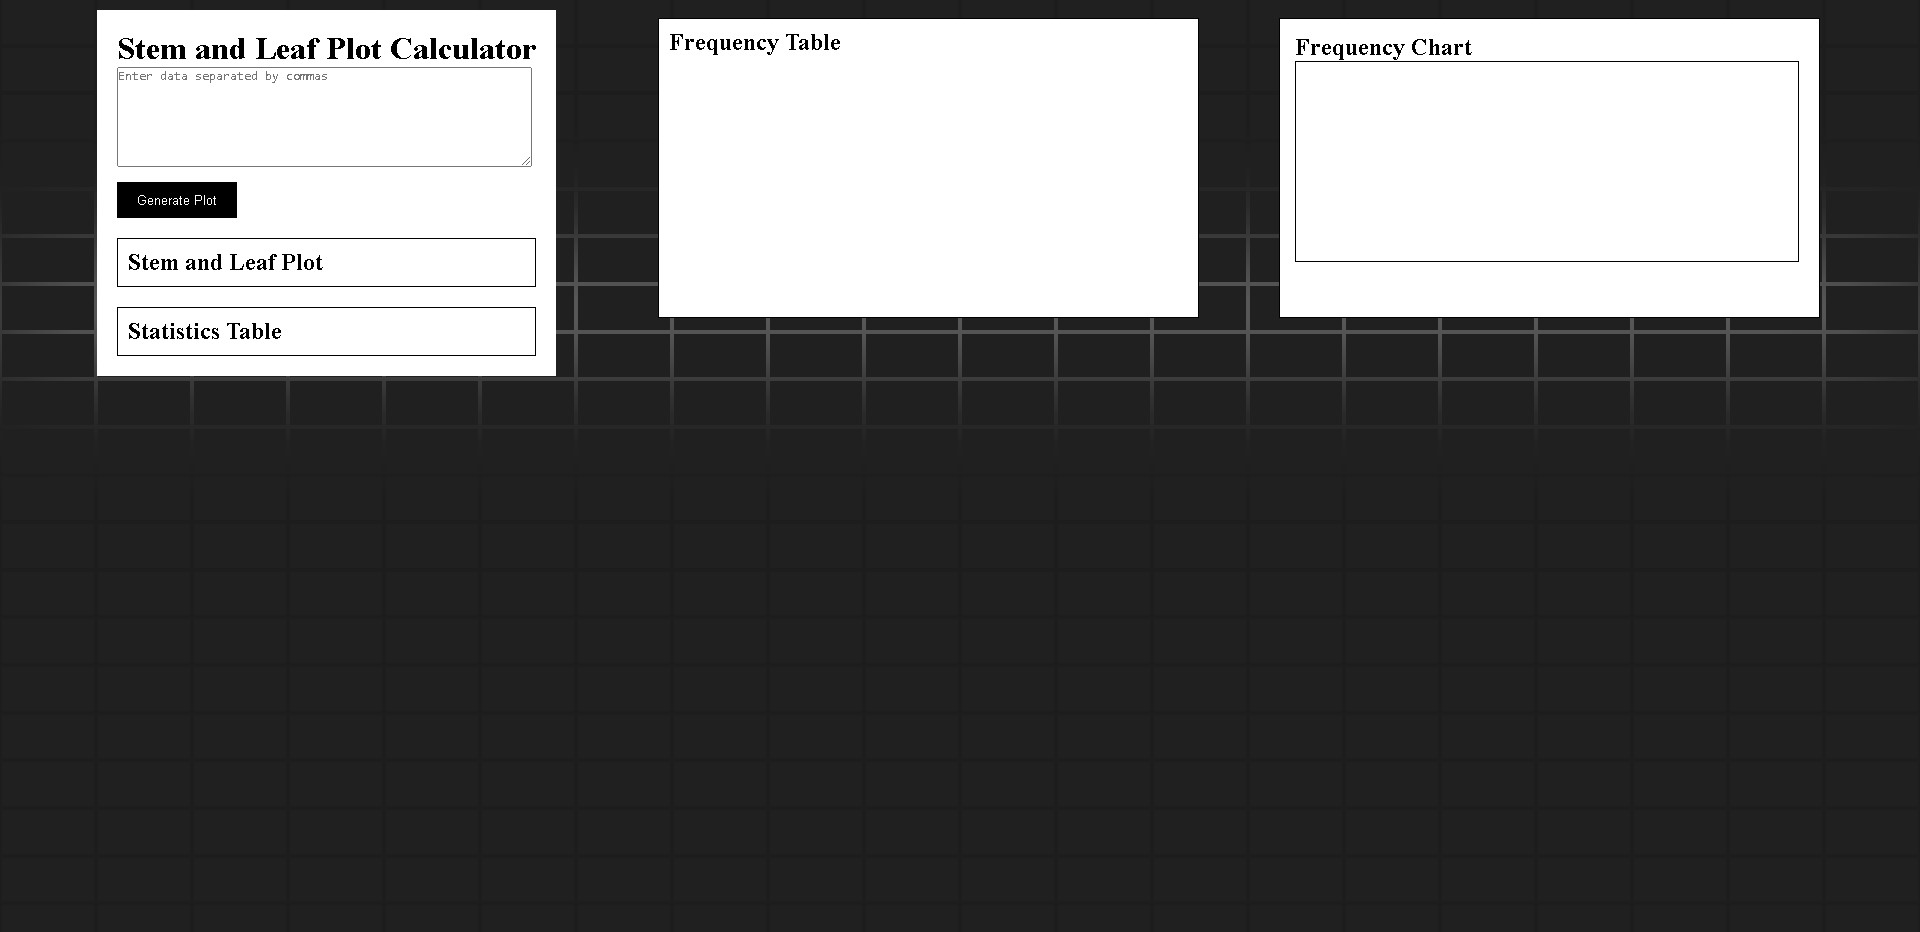 Stem and Leaf Plot Calculator
Enter data separated by commas
Generate Plot
Stem and Leaf Plot
Statistics Table
Frequency Table
Frequency Chart